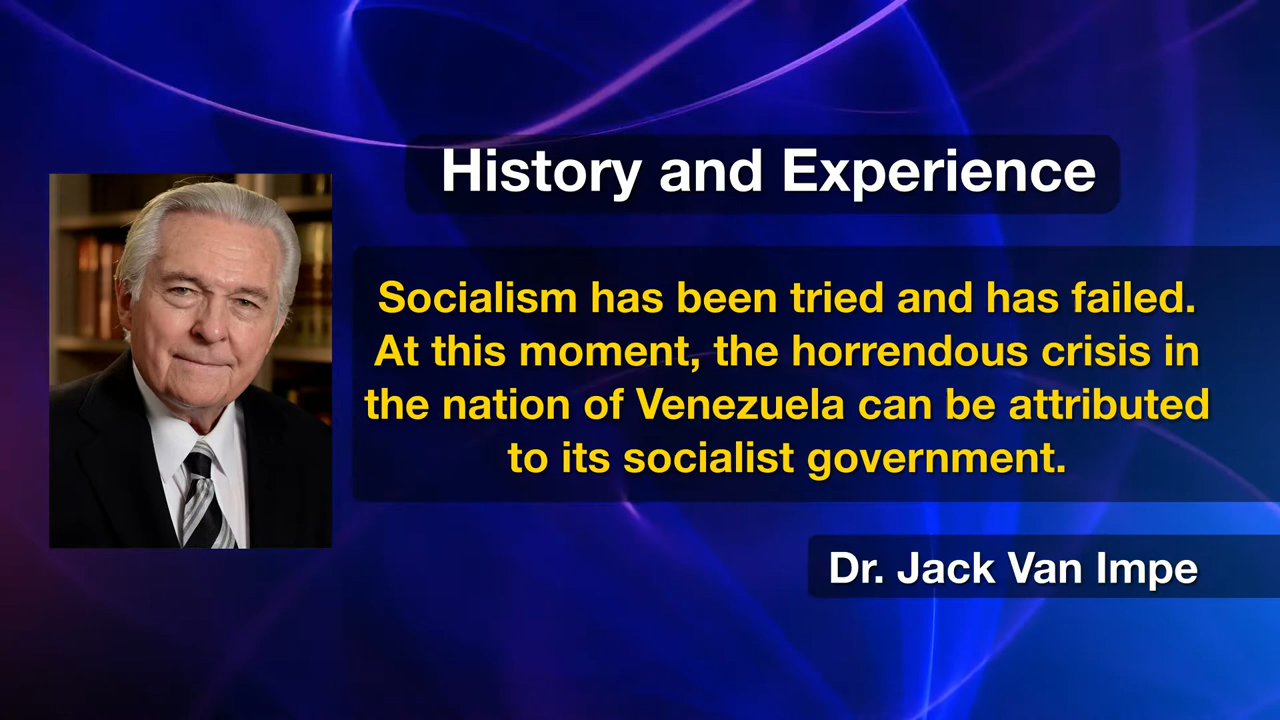 History and Experience
Socialism has been tried and has failed.
At this moment, the horrendous crisis in
the nation of Venezuela can be attributed
to its socialist government.
Dr. Jack Van Impe